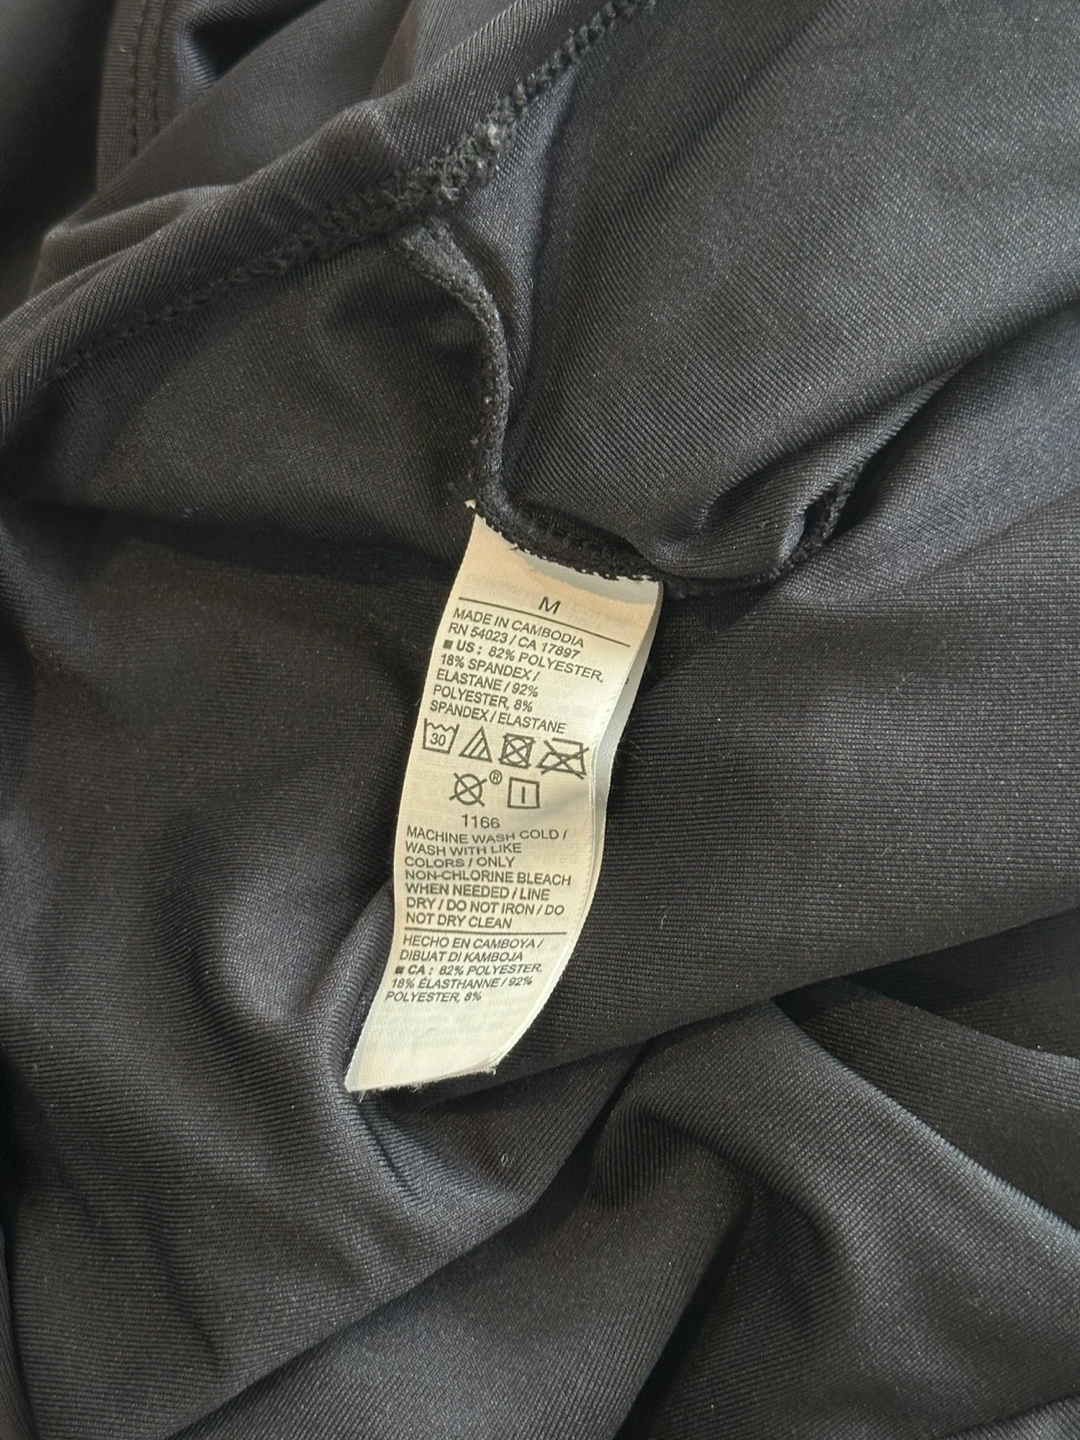 M
MADE IN CAMBODIA
RN 54023 / CA 17897
■ US : 82% POLYESTER,
18% SPANDEX /
ELASTANE / 92%
POLYESTER, 8%
SPANDEX / ELASTANE
30
®
1166
MACHINE WASH COLD /
WASH WITH LIKE
COLORS / ONLY
NON-CHLORINE BLEACH
WHEN NEEDED / LINE
DRY / DO NOT IRON / DO
NOT DRY CLEAN
HECHO EN CAMBOYA /
DIBUAT DI KAMBOJA
■ CA : 82% POLYESTER,
18% ÉLASTHANNE / 92%
POLYESTER, 8%